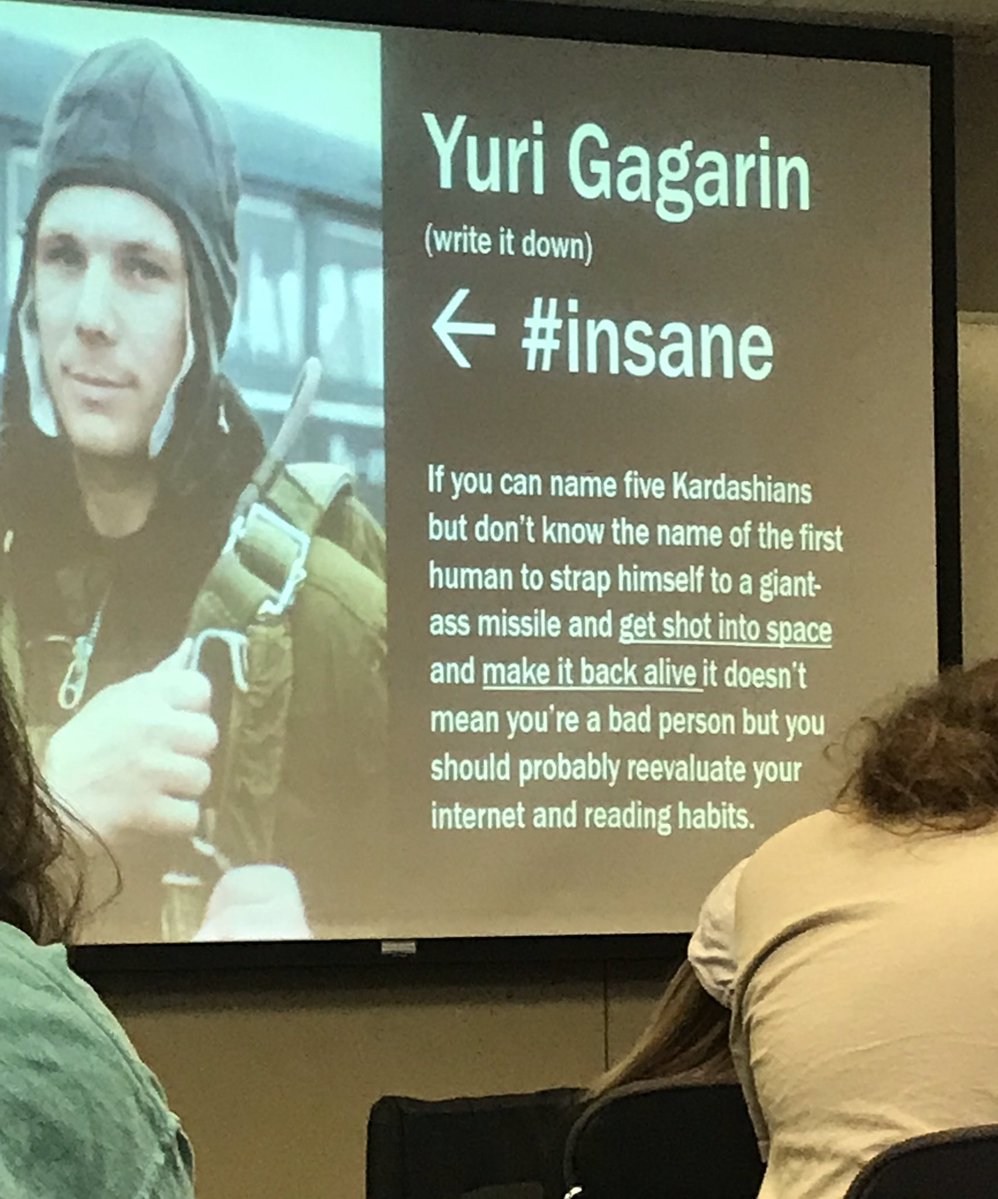 Yuri Gagarin
(write it down)
← #insane
If you can name five Kardashians
but don't know the name of the first
human to strap himself to a giant-
ass missile and get shot into space
and make it back alive it doesn't
mean you're a bad person but you
should probably reevaluate your
internet and reading habits.